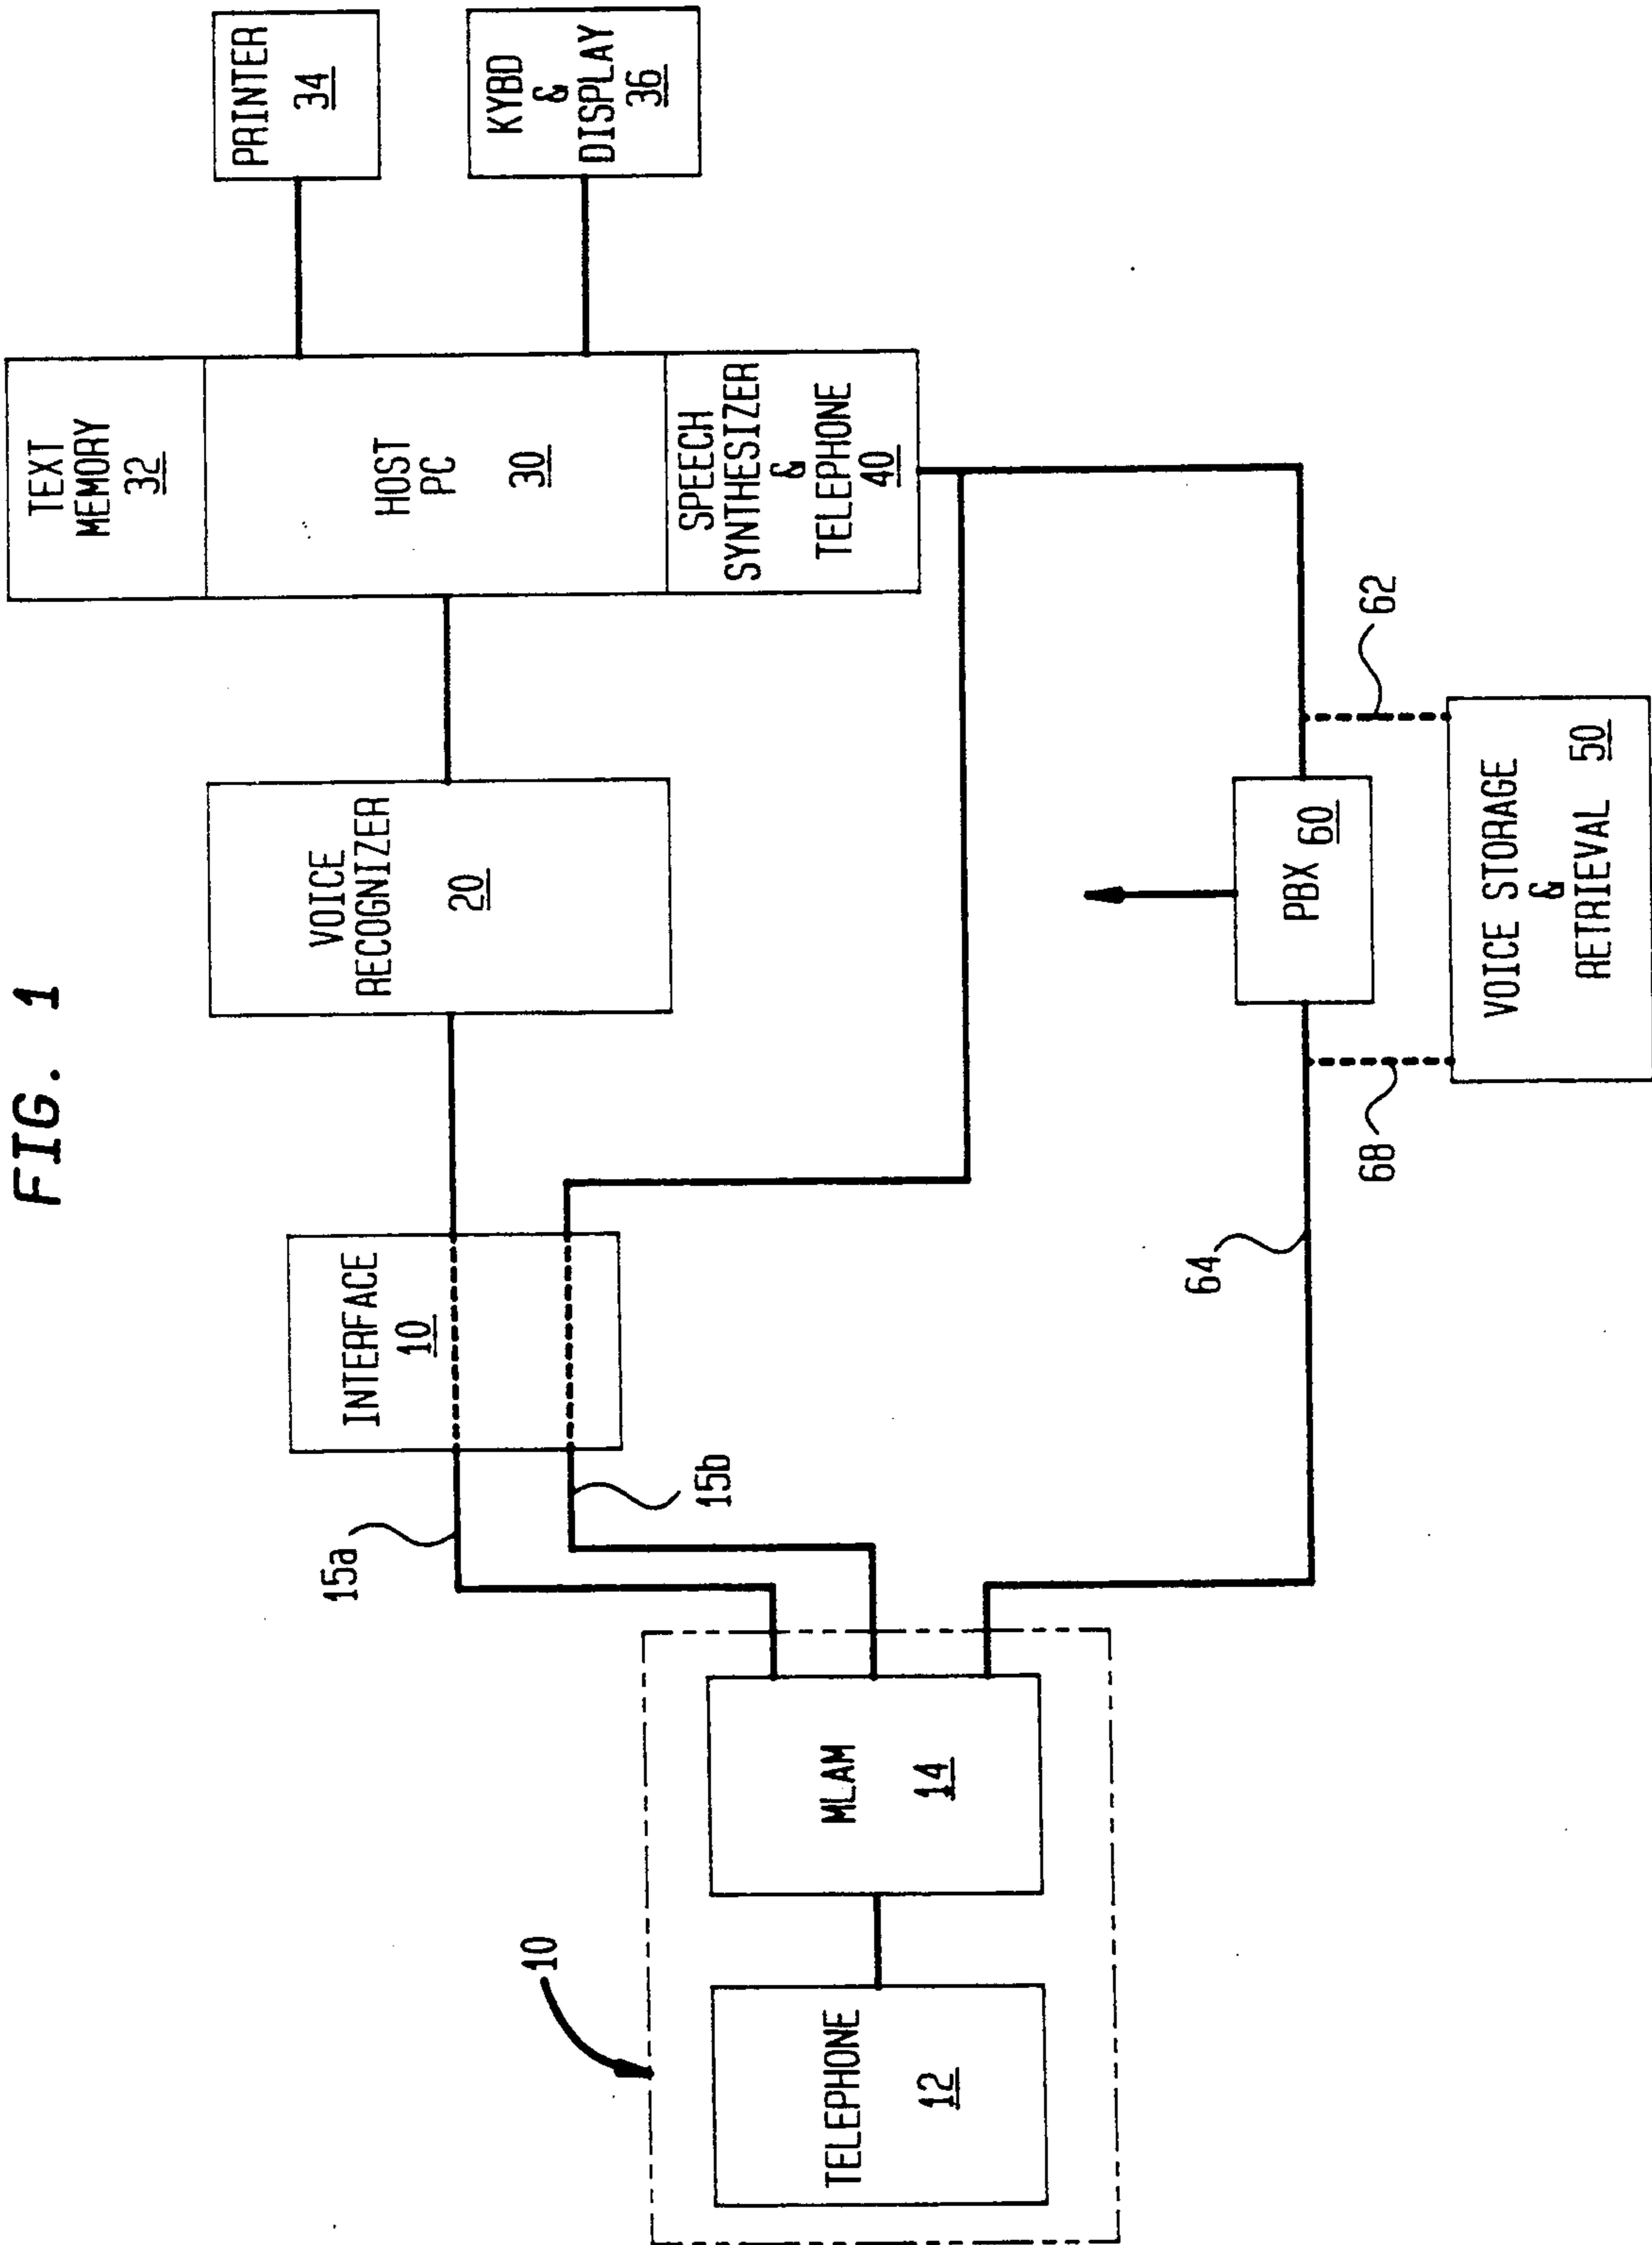 FIG. 1
TEXT
MEMORY
32
PRINTER
34
HOST
PC
30
KYBD
&
DISPLAY
36
SPEECH
SYNTHESIZER
&
TELEPHONE
40
VOICE
RECOGNIZER
20
INTERFACE
10
15a
15b
10
TELEPHONE
12
MLAM
14
64
68
62
PBX 60
VOICE STORAGE
&
RETRIEVAL 50